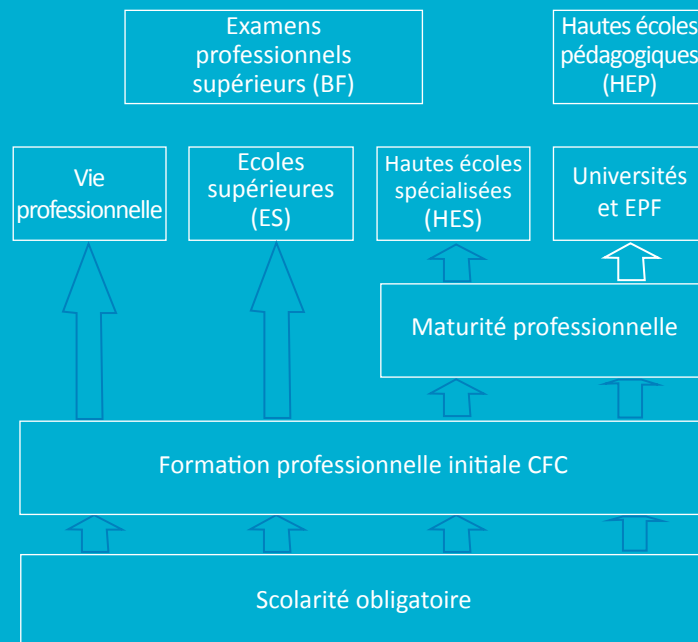 Examens
professionnels
supérieurs (BF)
Hautes écoles
pédagogiques
(HEP)
Vie
professionnelle
Ecoles
supérieures
(ES)
Hautes écoles
spécialisées
(HES)
Universités
et EPF
Maturité professionnelle
Formation professionnelle initiale CFC
Scolarité obligatoire